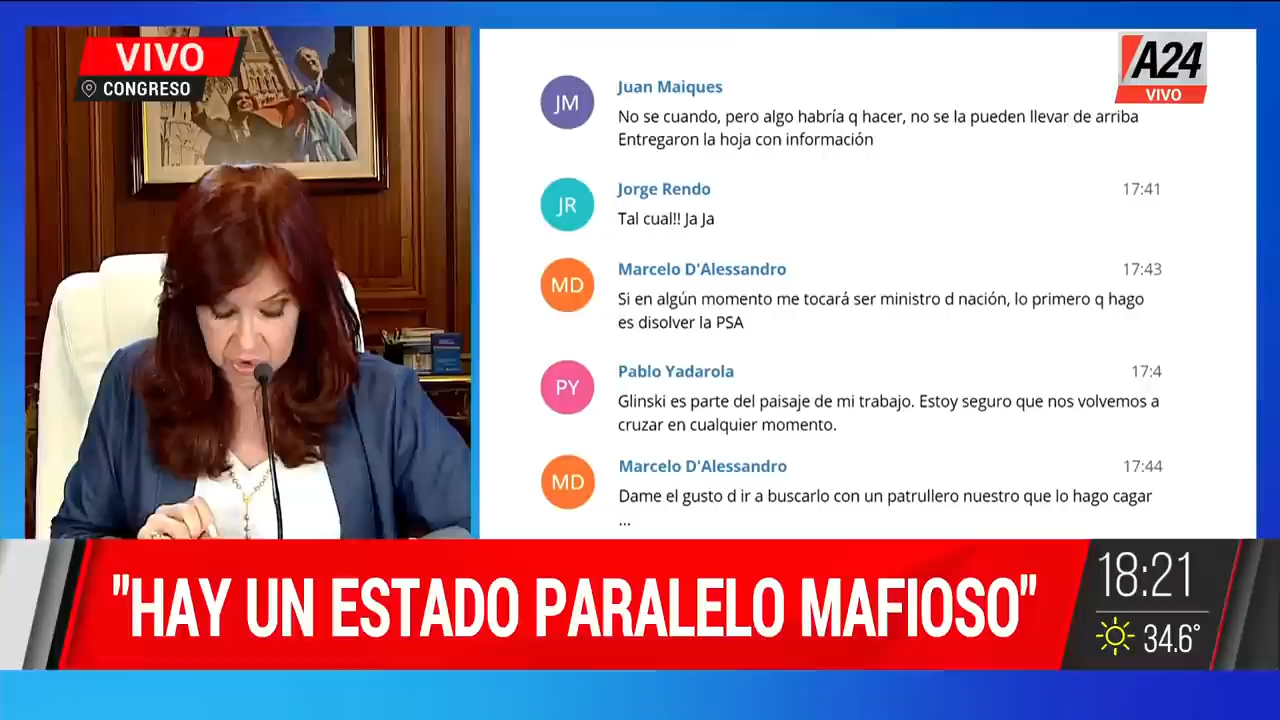 VIVO
CONGRESO
A24
VIVO
JM
Juan Maiques
No se cuando, pero algo habría q hacer, no se la pueden llevar de arriba
Entregaron la hoja con información
JR
Jorge Rendo
17:41
Tal cual!! Ja Ja
MD
Marcelo D'Alessandro
17:43
Si en algún momento me tocará ser ministro d nación, lo primero q hago
es disolver la PSA
PY
Pablo Yadarola
17:4
Glinski es parte del paisaje de mi trabajo. Estoy seguro que nos volvemos a
cruzar en cualquier momento.
MD
Marcelo D'Alessandro
17:44
Dame el gusto d ir a buscarlo con un patrullero nuestro que lo hago cagar
...
"HAY UN ESTADO PARALELO MAFIOSO"
18:21
34.6°